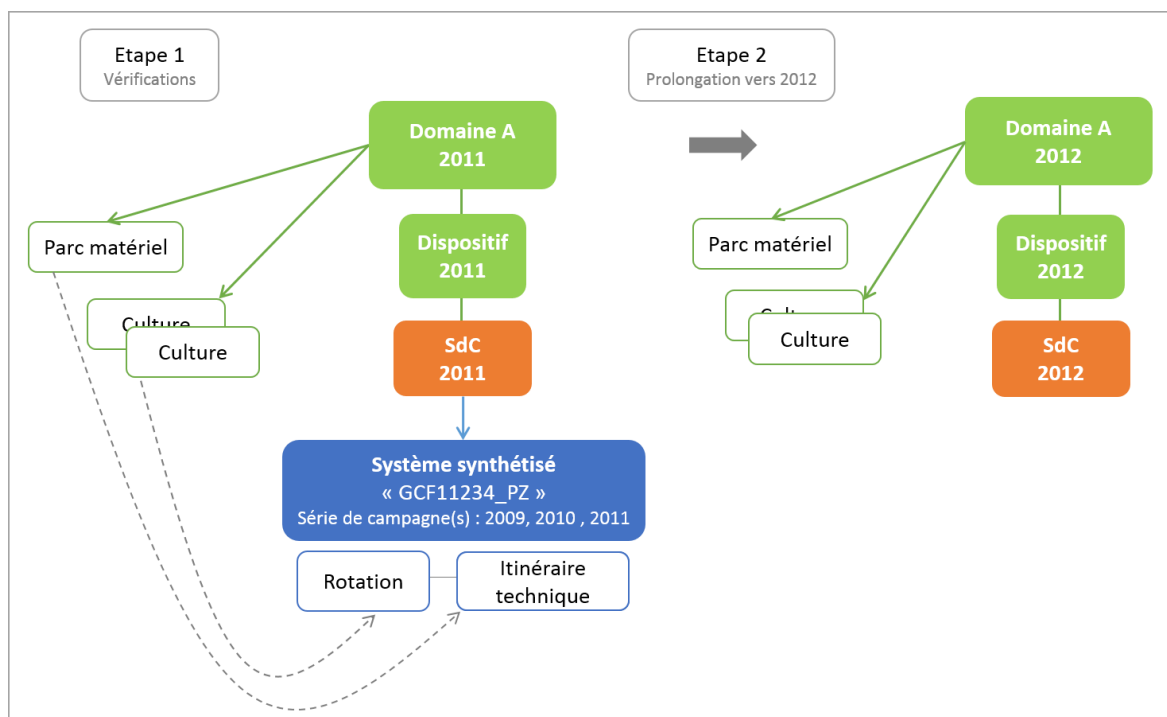 Etape 1
Vérifications
Etape 2
Prolongation vers 2012
Domaine A
2011
Parc matériel
Dispositif
2011
Culture
Culture
SdC
2011
Système synthétisé
« GCF11234_PZ »
Série de campagne(s) : 2009, 2010 , 2011
Rotation
Itinéraire
technique
Domaine A
2012
Parc matériel
Dispositif
2012
Culture
SdC
2012